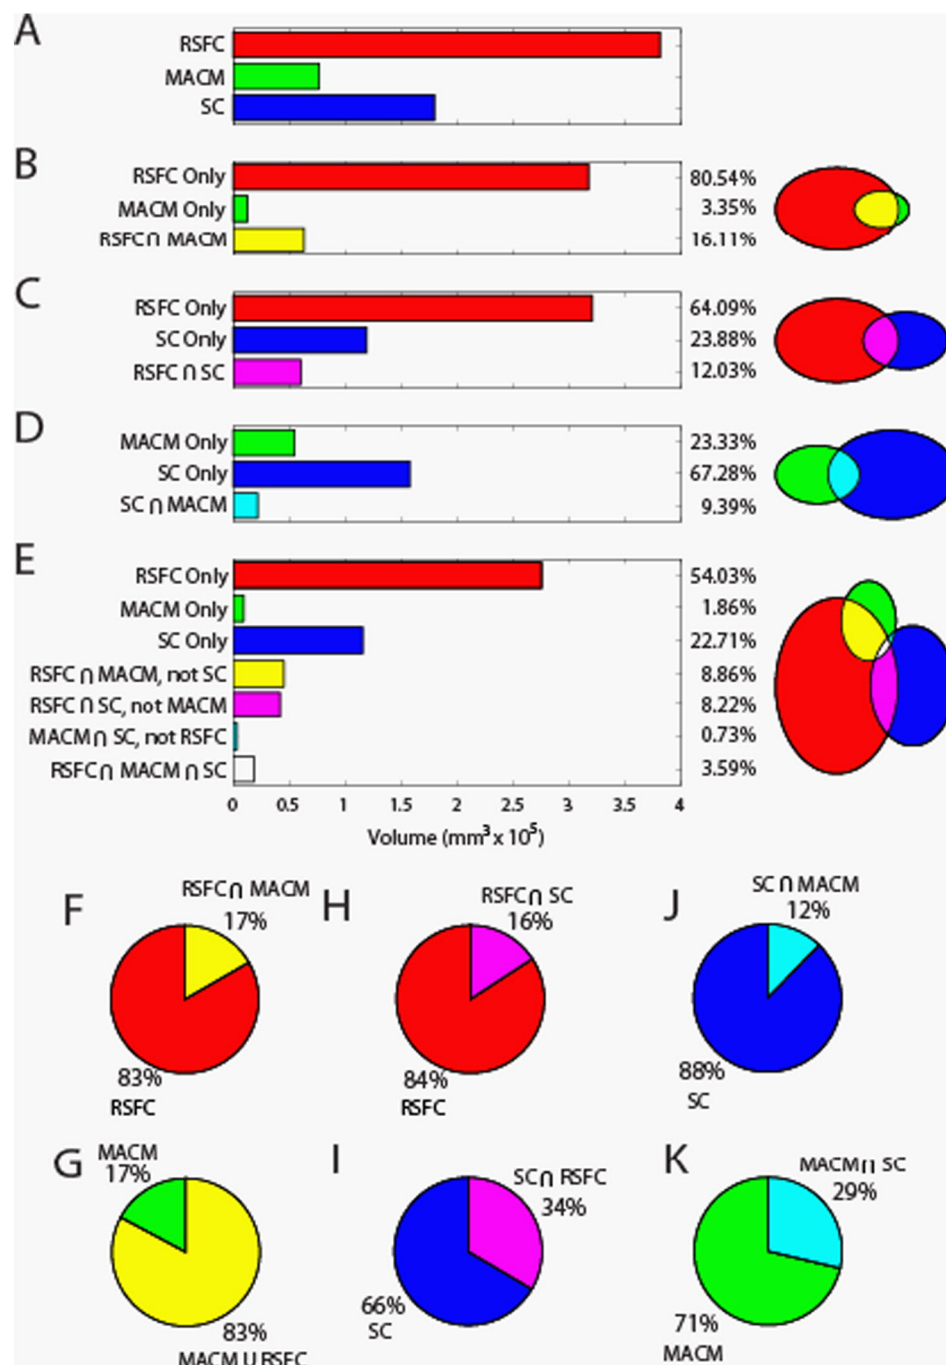 A
RSFC
MACM
SC
B
RSFC Only 80.54%
MACM Only 3.35%
RSFC∩ MACM 16.11%
C
RSFC Only 64.09%
SC Only 23.88%
RSFC ∩ SC 12.03%
D
MACM Only 23.33%
SC Only 67.28%
SC ∩ MACM 9.39%
E
RSFC Only 54.03%
MACM Only 1.86%
SC Only 22.71%
RSFC ∩ MACM, not SC 8.86%
RSFC ∩ SC, not MACM 8.22%
MACM∩ SC, not RSFC 0.73%
RSFC∩ MACM ∩ SC 3.59%
0 0.5 1 1.5 2 2.5 3 3.5 4
Volume (mm³ x 10⁵)
F
RSFC∩ MACM
17%
83%
RSFC
H
RSFC∩ SC
16%
84%
RSFC
J
SC ∩ MACM
12%
88%
SC
G
MACM
17%
83%
MACM U RSFC
I
SC∩ RSFC
34%
66%
SC
K
MACM∩ SC
29%
71%
MACM